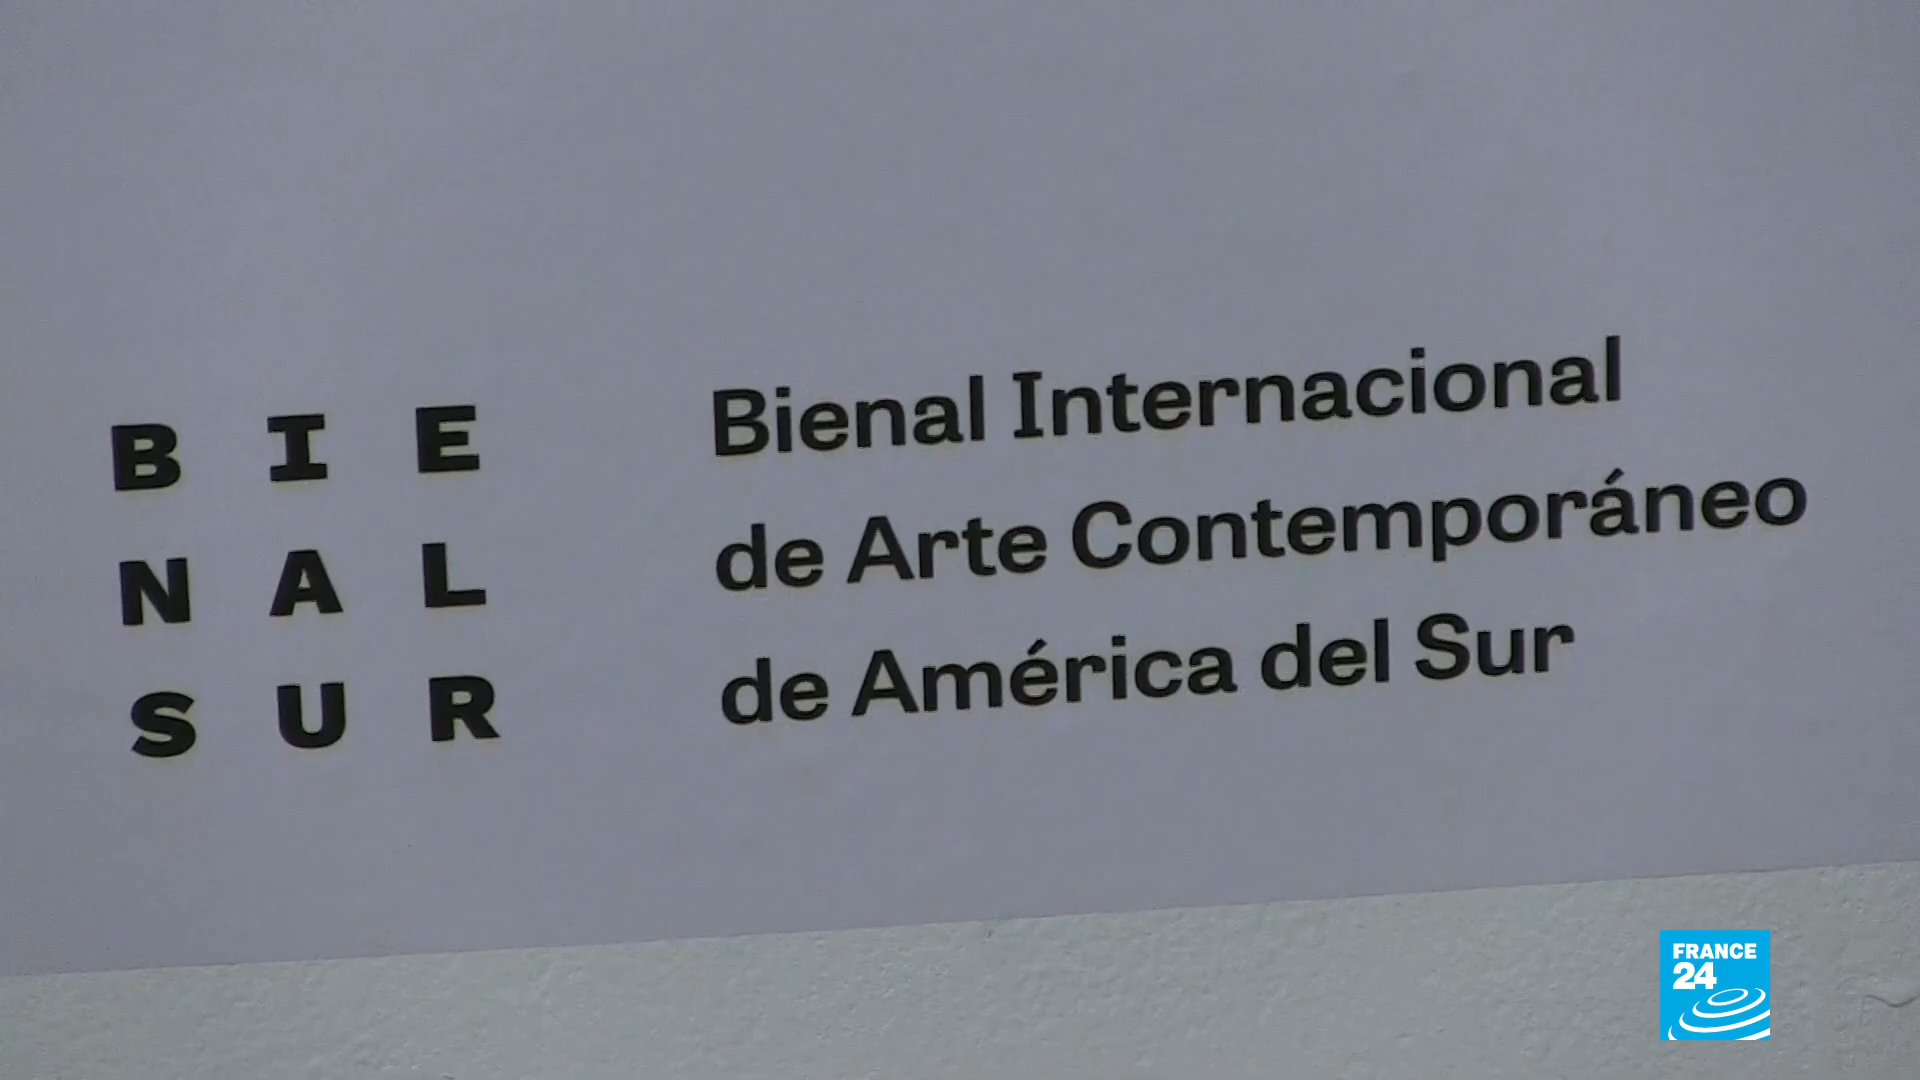 B I E
N A L
S U R
Bienal Internacional
de Arte Contemporáneo
de América del Sur
FRANCE
24